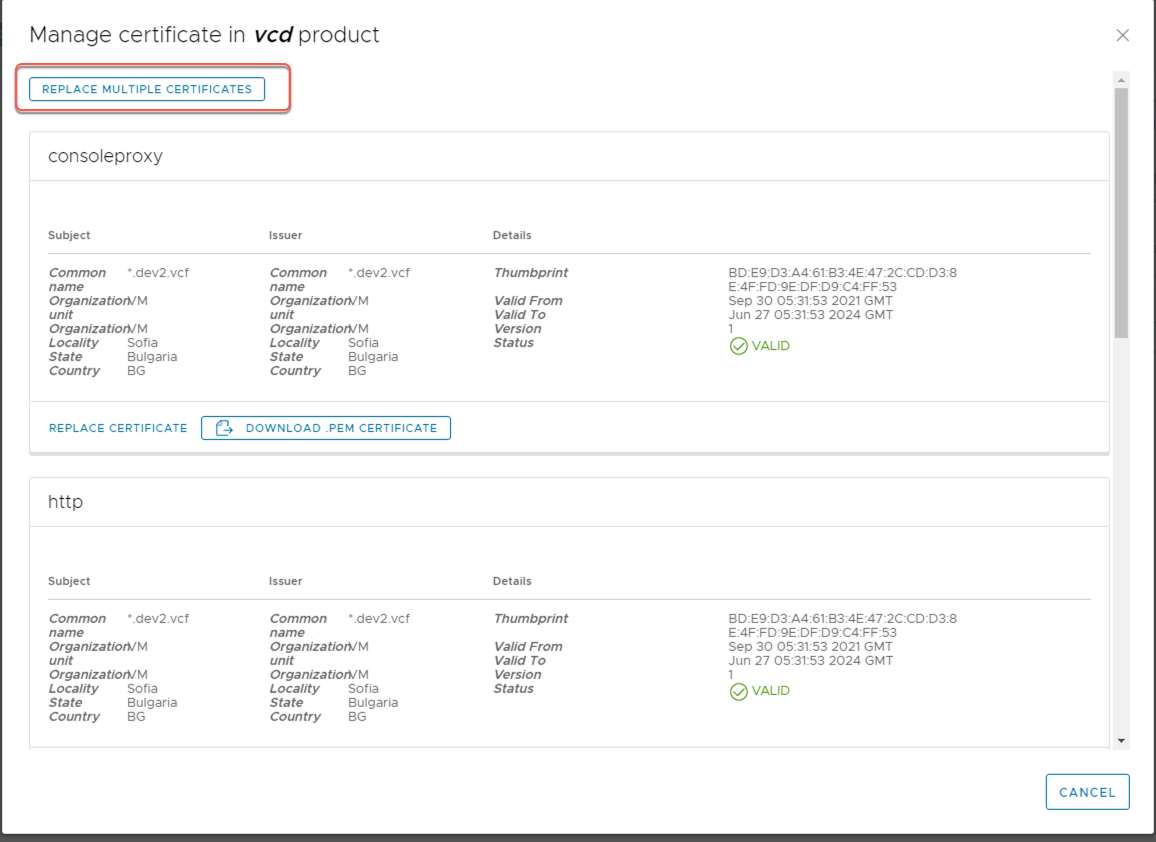 Manage certificate in vcd product
REPLACE MULTIPLE CERTIFICATES
consoleproxy
Subject Issuer Details
Common name *.dev2.vcf Common name *.dev2.vcf Thumbprint BD:E9:D3:A4:61:B3:4E:47:2C:CD:D3:8
E:4F:FD:9E:DF:D9:C4:FF:53
Organization unit VM Organization unit VM Valid From Sep 30 05:31:53 2021 GMT
Valid To Jun 27 05:31:53 2024 GMT
Organization VM Organization VM Version 1
Locality Sofia Locality Sofia Status VALID
State Bulgaria State Bulgaria
Country BG Country BG
REPLACE CERTIFICATE DOWNLOAD .PEM CERTIFICATE
http
Subject Issuer Details
Common name *.dev2.vcf Common name *.dev2.vcf Thumbprint BD:E9:D3:A4:61:B3:4E:47:2C:CD:D3:8
E:4F:FD:9E:DF:D9:C4:FF:53
Organization unit VM Organization unit VM Valid From Sep 30 05:31:53 2021 GMT
Valid To Jun 27 05:31:53 2024 GMT
Organization VM Organization VM Version 1
Locality Sofia Locality Sofia Status VALID
State Bulgaria State Bulgaria
Country BG Country BG
CANCEL